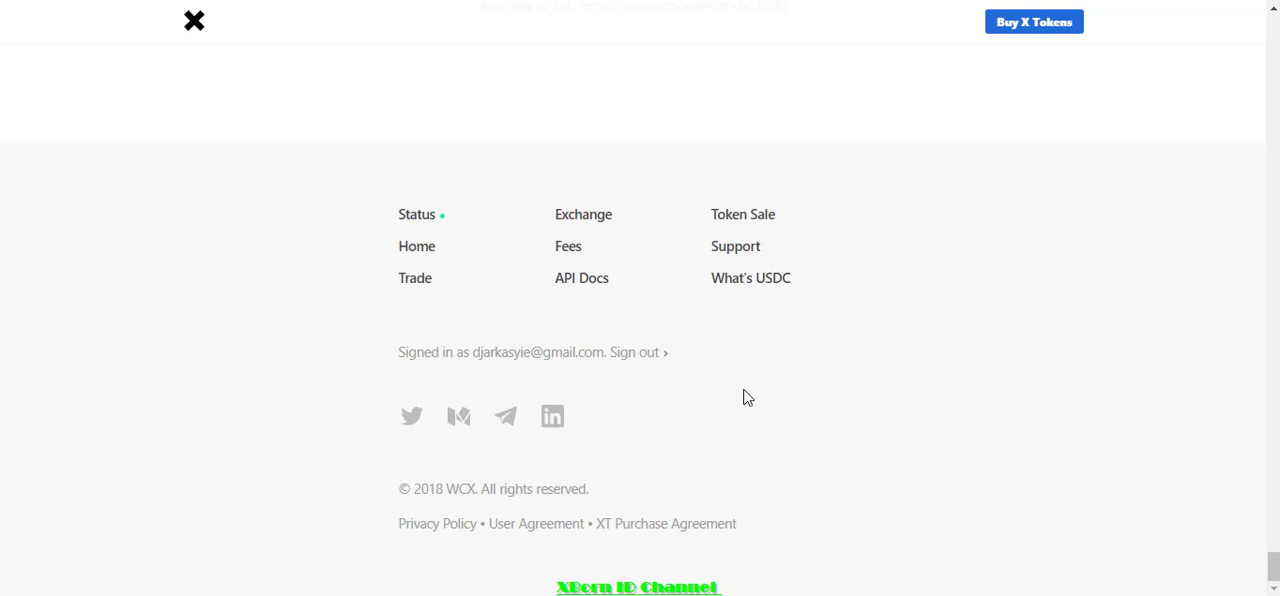 Buy X Tokens
Status Exchange Token Sale
Home Fees Support
Trade API Docs What's USDC
Signed in as djarkasyie@gmail.com. Sign out ›
in
© 2018 WCX. All rights reserved.
Privacy Policy • User Agreement • XT Purchase Agreement
XBorn ID Channel